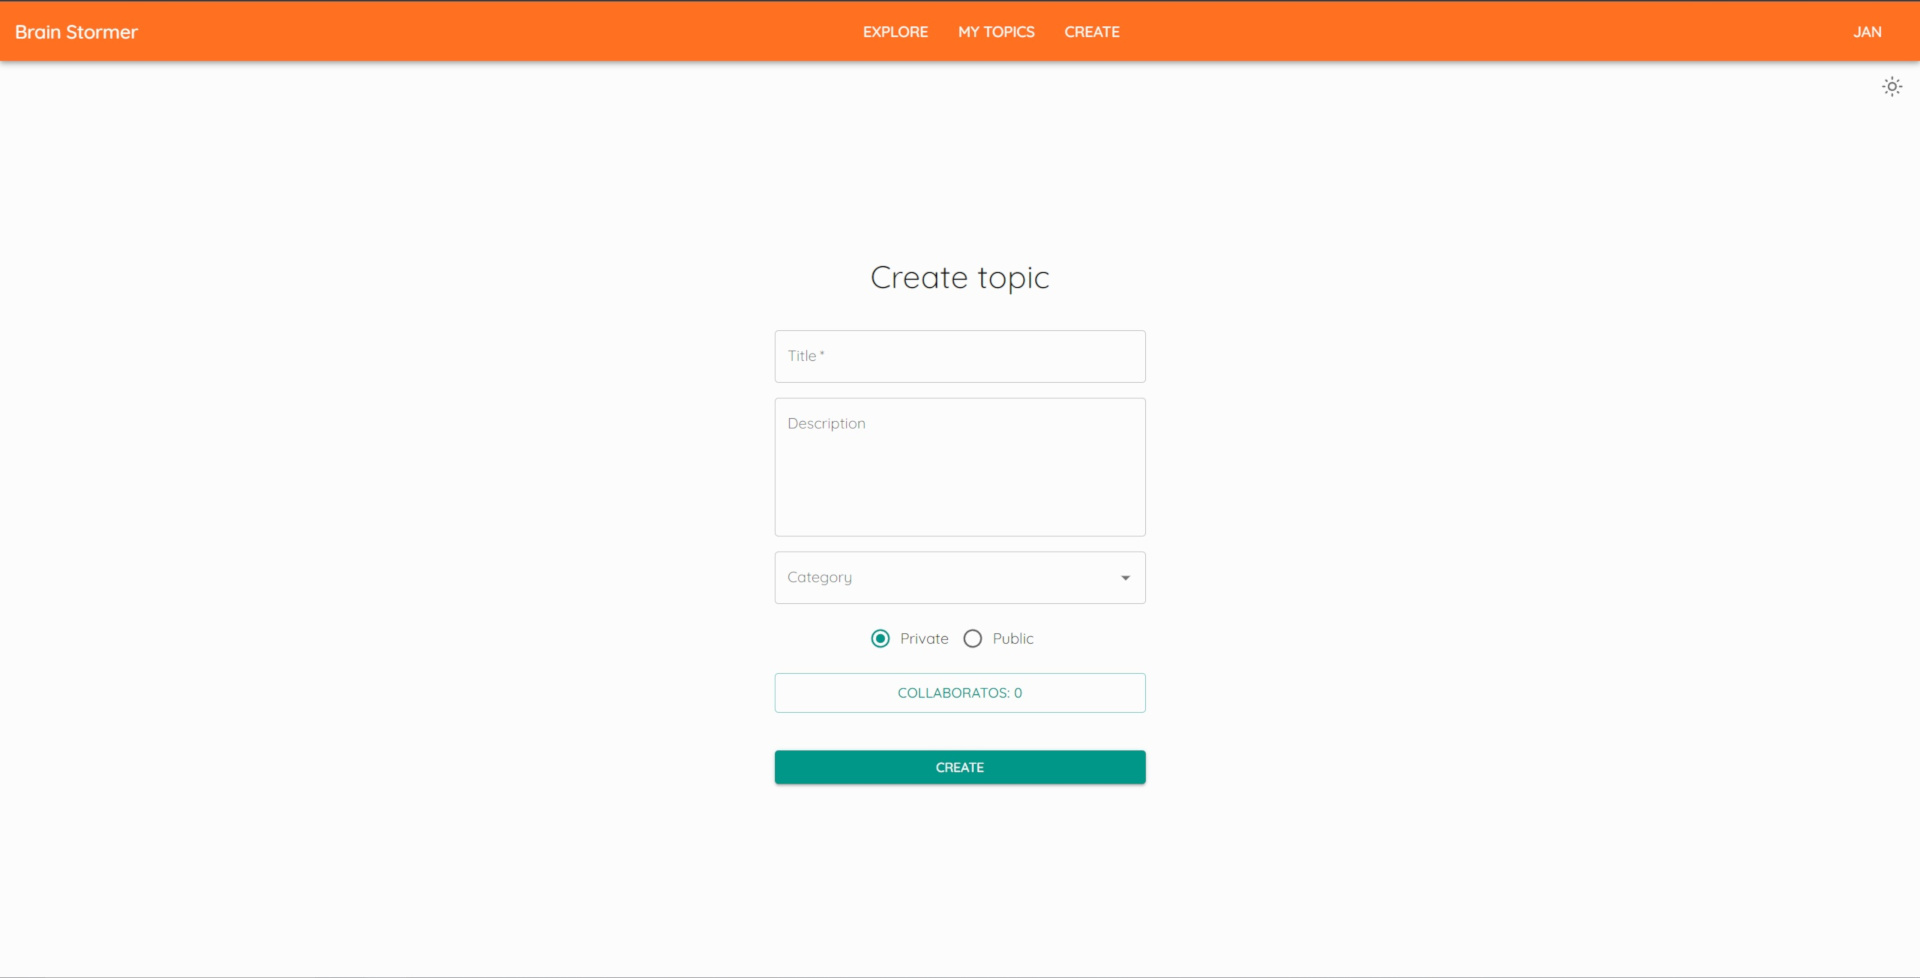 Brain Stormer
EXPLORE MY TOPICS CREATE
JAN
Create topic
Title *
Description
Category
Private Public
COLLABORATOS: 0
CREATE